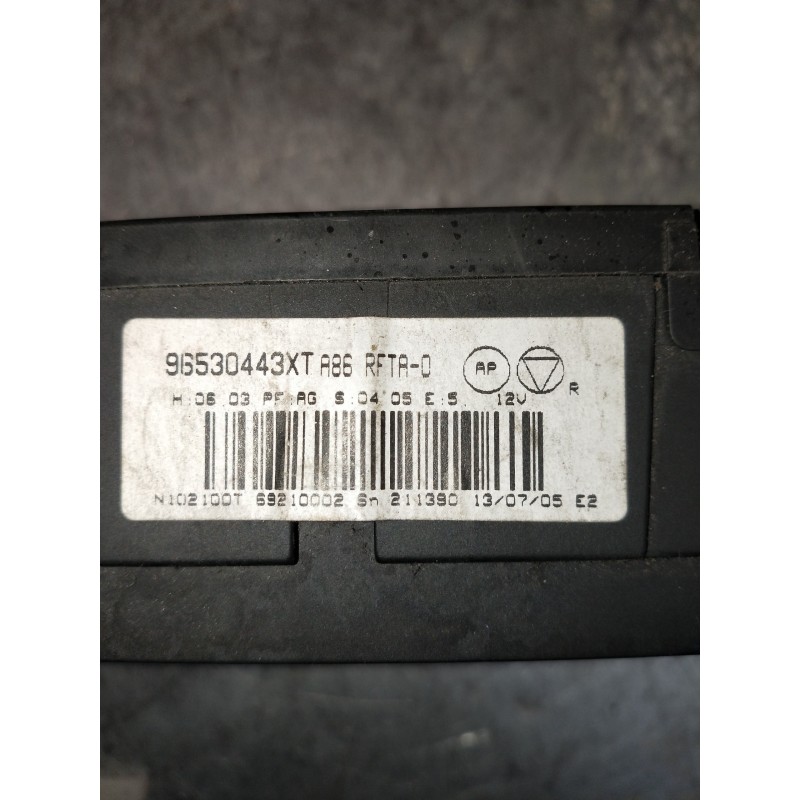 96530443XT A86 RFTA-0 AP
H:06 03 PF:AG S:04 05 E:5 12V R
N102100T 69210002 Sn 211390 13/07/05 E2